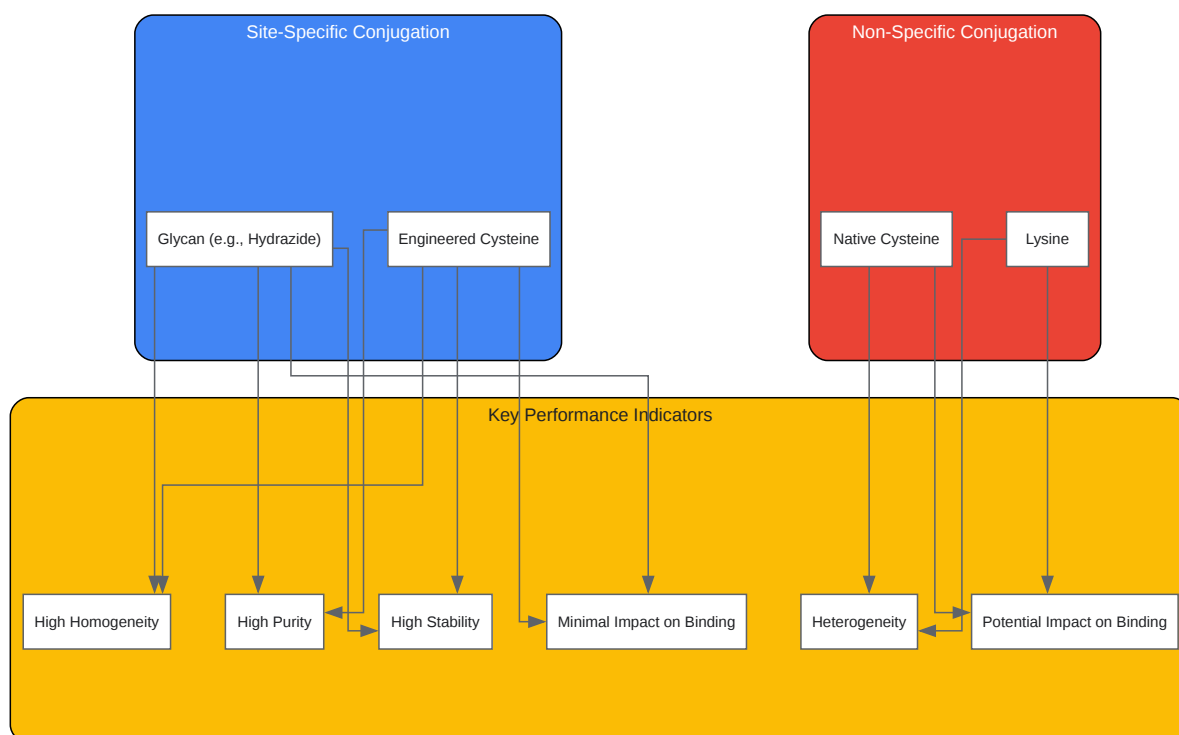 Site-Specific Conjugation
Non-Specific Conjugation
Glycan (e.g., Hydrazide)
Engineered Cysteine
Native Cysteine
Lysine
Key Performance Indicators
High Homogeneity
High Purity
High Stability
Minimal Impact on Binding
Heterogeneity
Potential Impact on Binding